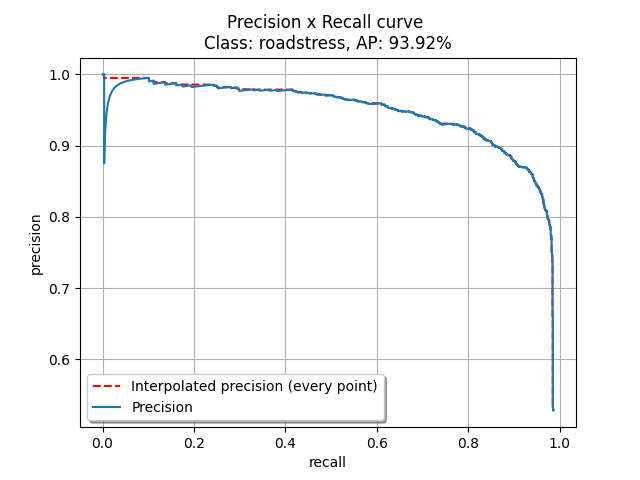 Precision x Recall curve
Class: roadstress, AP: 93.92%
precision
1.0
0.9
0.8
0.7
0.6
Interpolated precision (every point)
Precision
0.0 0.2 0.4 0.6 0.8 1.0
recall